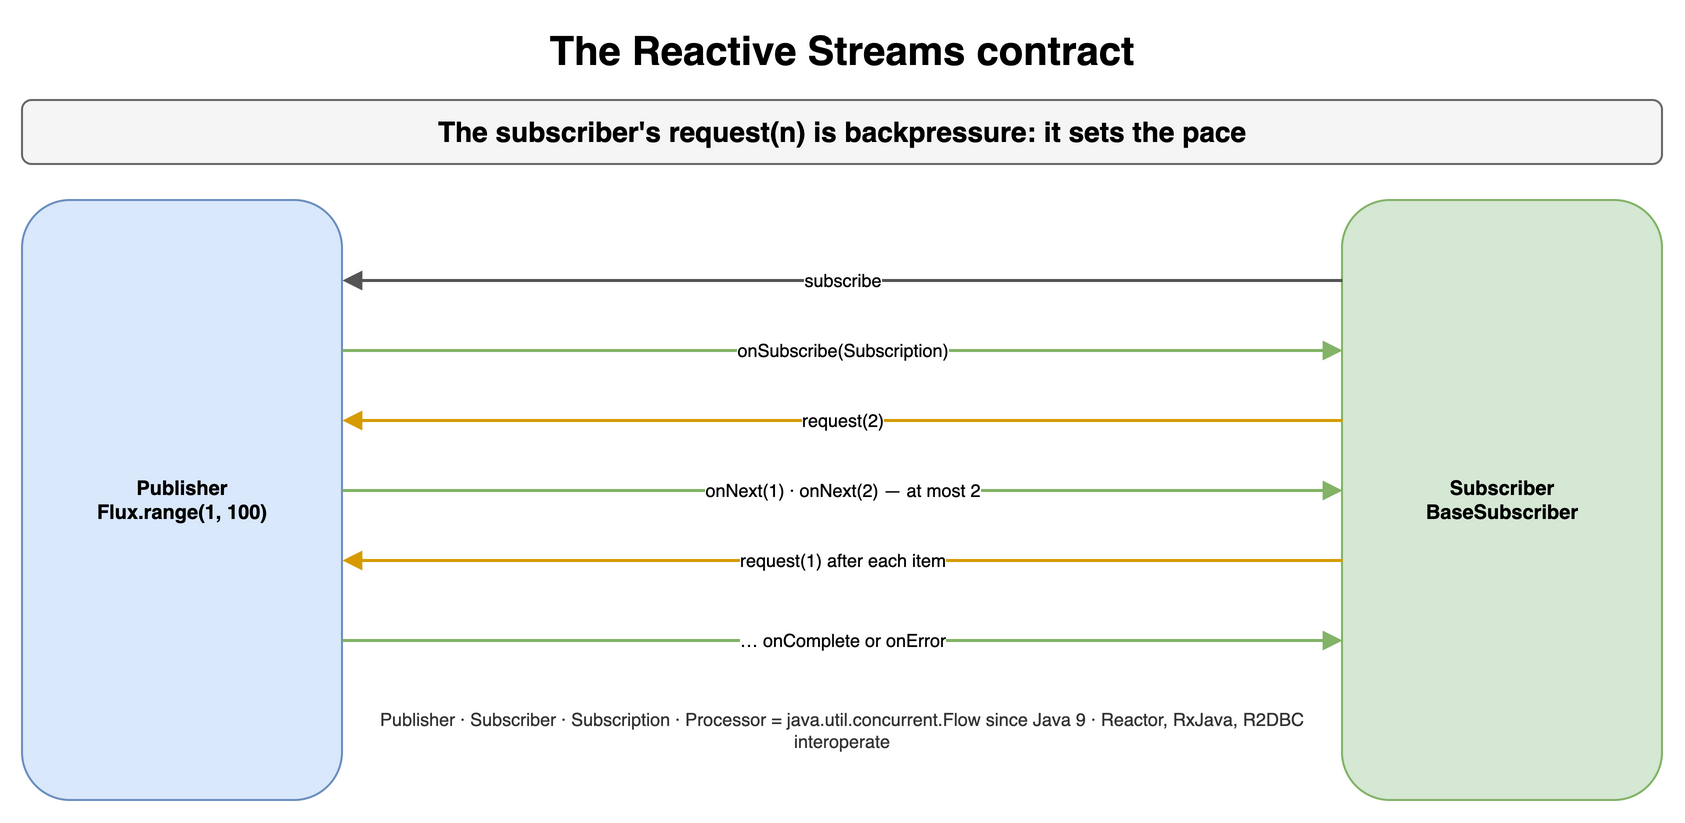 The Reactive Streams contract
The subscriber's request(n) is backpressure: it sets the pace
subscribe
onSubscribe(Subscription)
request(2)
Publisher
Flux.range(1, 100)
onNext(1) · onNext(2) — at most 2
Subscriber
BaseSubscriber
request(1) after each item
… onComplete or onError
Publisher · Subscriber · Subscription · Processor = java.util.concurrent.Flow since Java 9 · Reactor, RxJava, R2DBC
interoperate